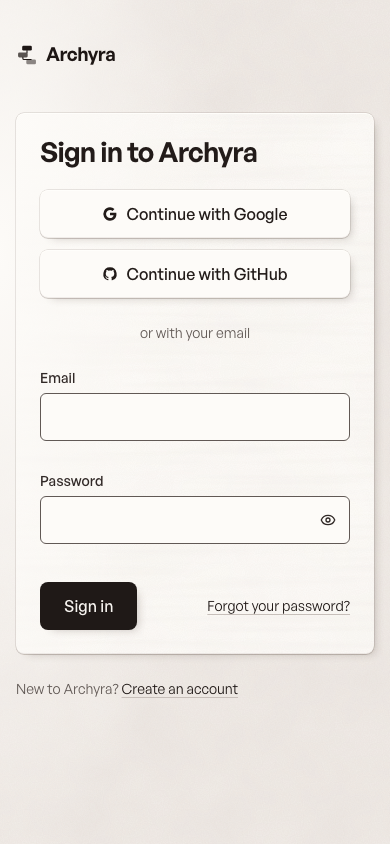 Archyra
Sign in to Archyra
Continue with Google
Continue with GitHub
or with your email
Email
Password
Sign in
Forgot your password?
New to Archyra? Create an account